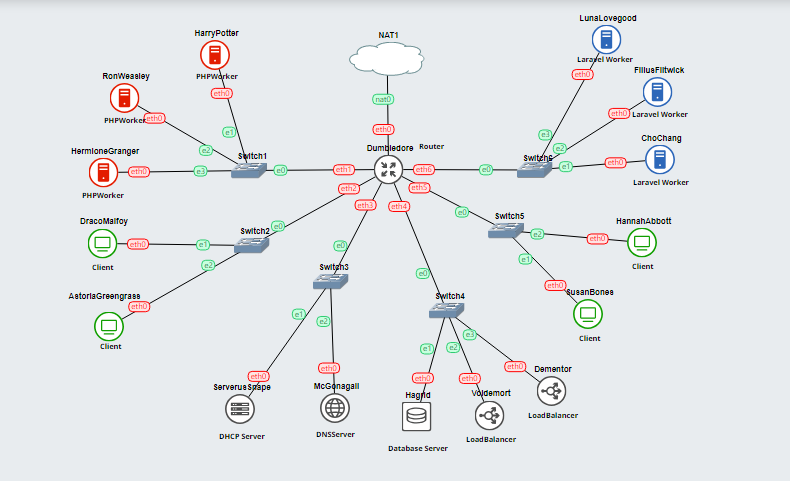 LunaLovegood
HarryPotter
NAT1
Laravel Worker
PHPWorker
RonWeasley
FiliusFlitwick
eth0
eth0
nat0
PHPWorker
eth0
eth0
Laravel Worker
e1
eth0
e3
HermioneGranger
e2
Dumbledore
Router
e2
ChoChang
Switch1
Switch6
eth0
e3
e0
eth1
eth6
e0
e1
eth0
Laravel Worker
PHPWorker
eth2
eth5
eth3
eth4
e0
Switch5
HannahAbbott
DracoMalfoy
e0
Switch2
e2
eth0
eth0
e1
e0
Client
e2
Switch3
e0
e1
Client
AstoriaGreengrass
eth0
Switch4
eth0
SusanBones
Client
e1
e2
e3
Client
e1
e2
eth0
eth0
eth0
eth0
eth0
Dementor
ServerusSnape
McGonagall
Hagrid
Voldemort
LoadBalancer
DHCP Server
DNSServer
Database Server
LoadBalancer